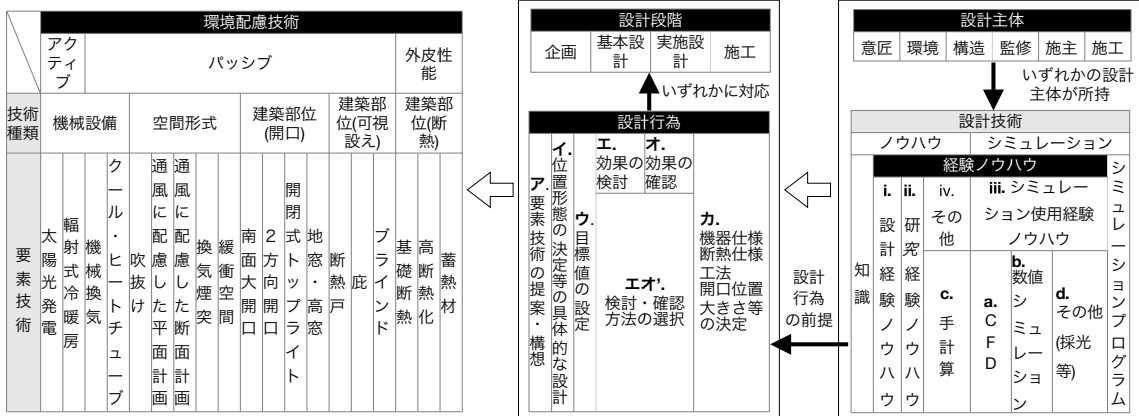 環境配慮技術
アク
ティ
ブ
パッシブ
外皮性
能
技術
種類
機械設備
空間形式
建築部位
(開口)
建築部
位(可視
設え)
建築部
位(断
熱)
要素技術
太陽光発電
輻射式冷暖房
機械換気
クール・ヒートチューブ
吹抜け
通風に配慮した平面計画
通風に配慮した断面計画
換気煙突
緩衝空間
南面大開口
2方向開口
開閉式トップライト
地窓・高窓
断熱戸
庇
ブラインド
基礎断熱
高断熱化
蓄熱材
設計段階
企画
基本設
計
実施設
計
施工
いずれかに対応
設計行為
ア.要素技術の提案・構想
イ.位置形態の決定等の具体的な設計
ウ.目標値の設定
エ.
効果の
検討
オ.
効果の
確認
エオ'.
検討・確認
方法の選択
カ.
機器仕様
断熱仕様
工法
開口位置
大きさ等
の決定
設計
行為
の前提
設計主体
意匠
環境
構造
監修
施主
施工
いずれかの設計
主体が所持
設計技術
ノウハウ
シミュレーション
知識
経験ノウハウ
i.設計経験ノウハウ
ii.研究経験ノウハウ
iv.
その
他
iii. シミュレー
ション使用経験
ノウハウ
c.手計算
a.CFD
b.
数値
シ
ミュ
レー
ショ
ン
d.
その他
(採光
等)
シミュレーションプログラム